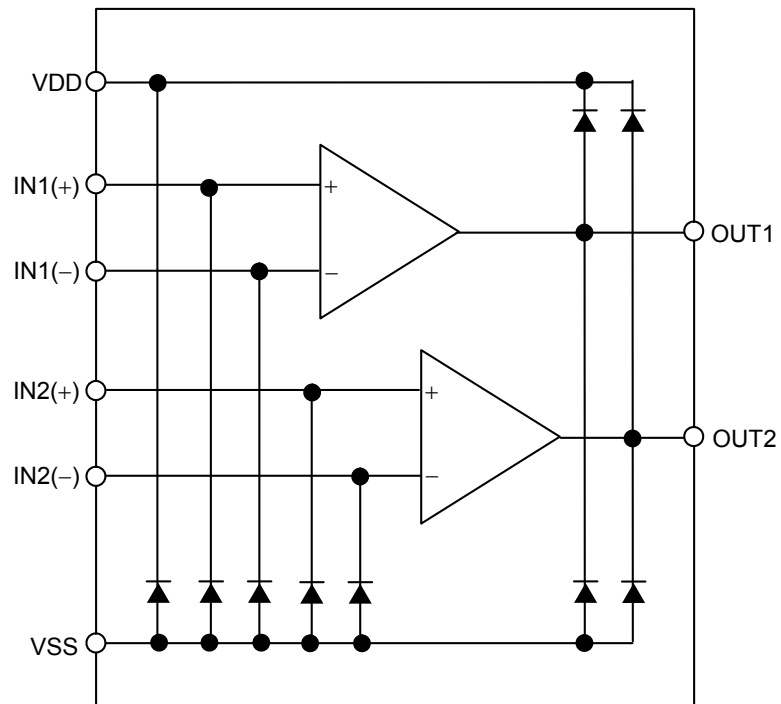 VDD
IN1(+)
+
OUT1
IN1(−)
−
IN2(+)
+
OUT2
IN2(−)
−
VSS